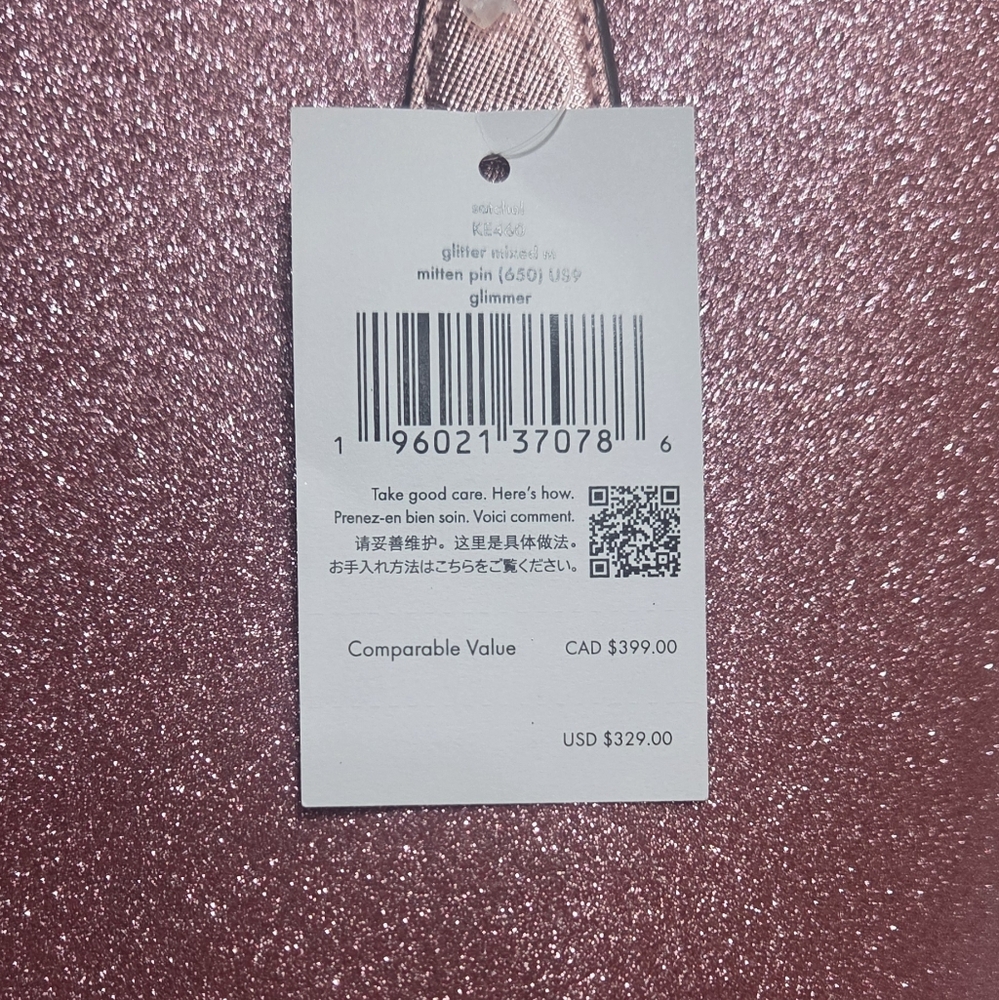 satchel
KE460
glitter mixed m
mitten pin (650) US9
glimmer
1 96021 37078 6
Take good care. Here's how.
Prenez-en bien soin. Voici comment.
请妥善维护。这里是具体做法。
お手入れ方法はこちらをご覧ください。
Comparable Value CAD $399.00
USD $329.00